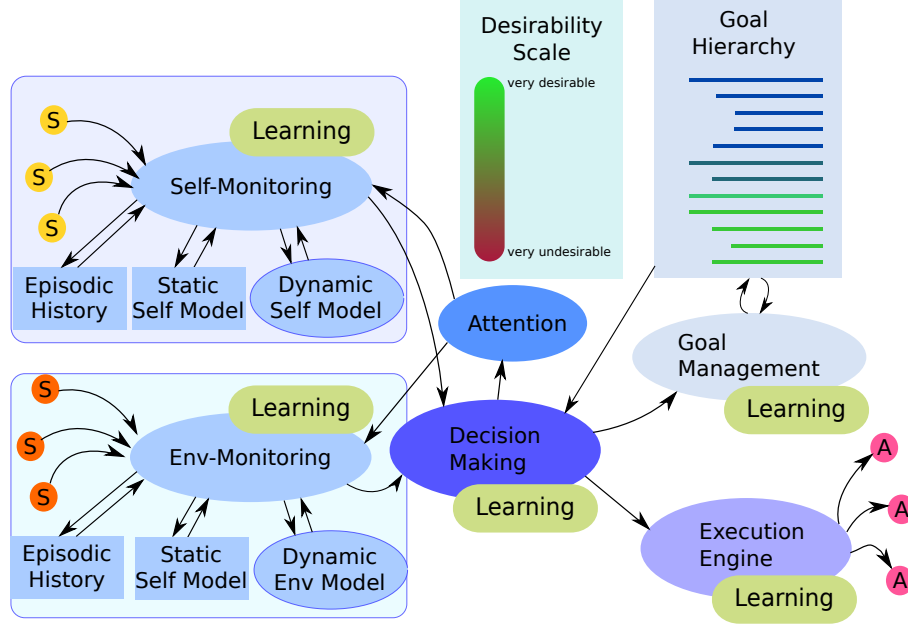 Desirability
Scale
very desirable
very undesirable
Goal
Hierarchy
S
S
S
Learning
Self-Monitoring
Episodic
History
Static
Self Model
Dynamic
Self Model
Attention
Goal
Management
Learning
S
S
S
Learning
Env-Monitoring
Episodic
History
Static
Self Model
Dynamic
Env Model
Decision
Making
Learning
Execution
Engine
Learning
A
A
A